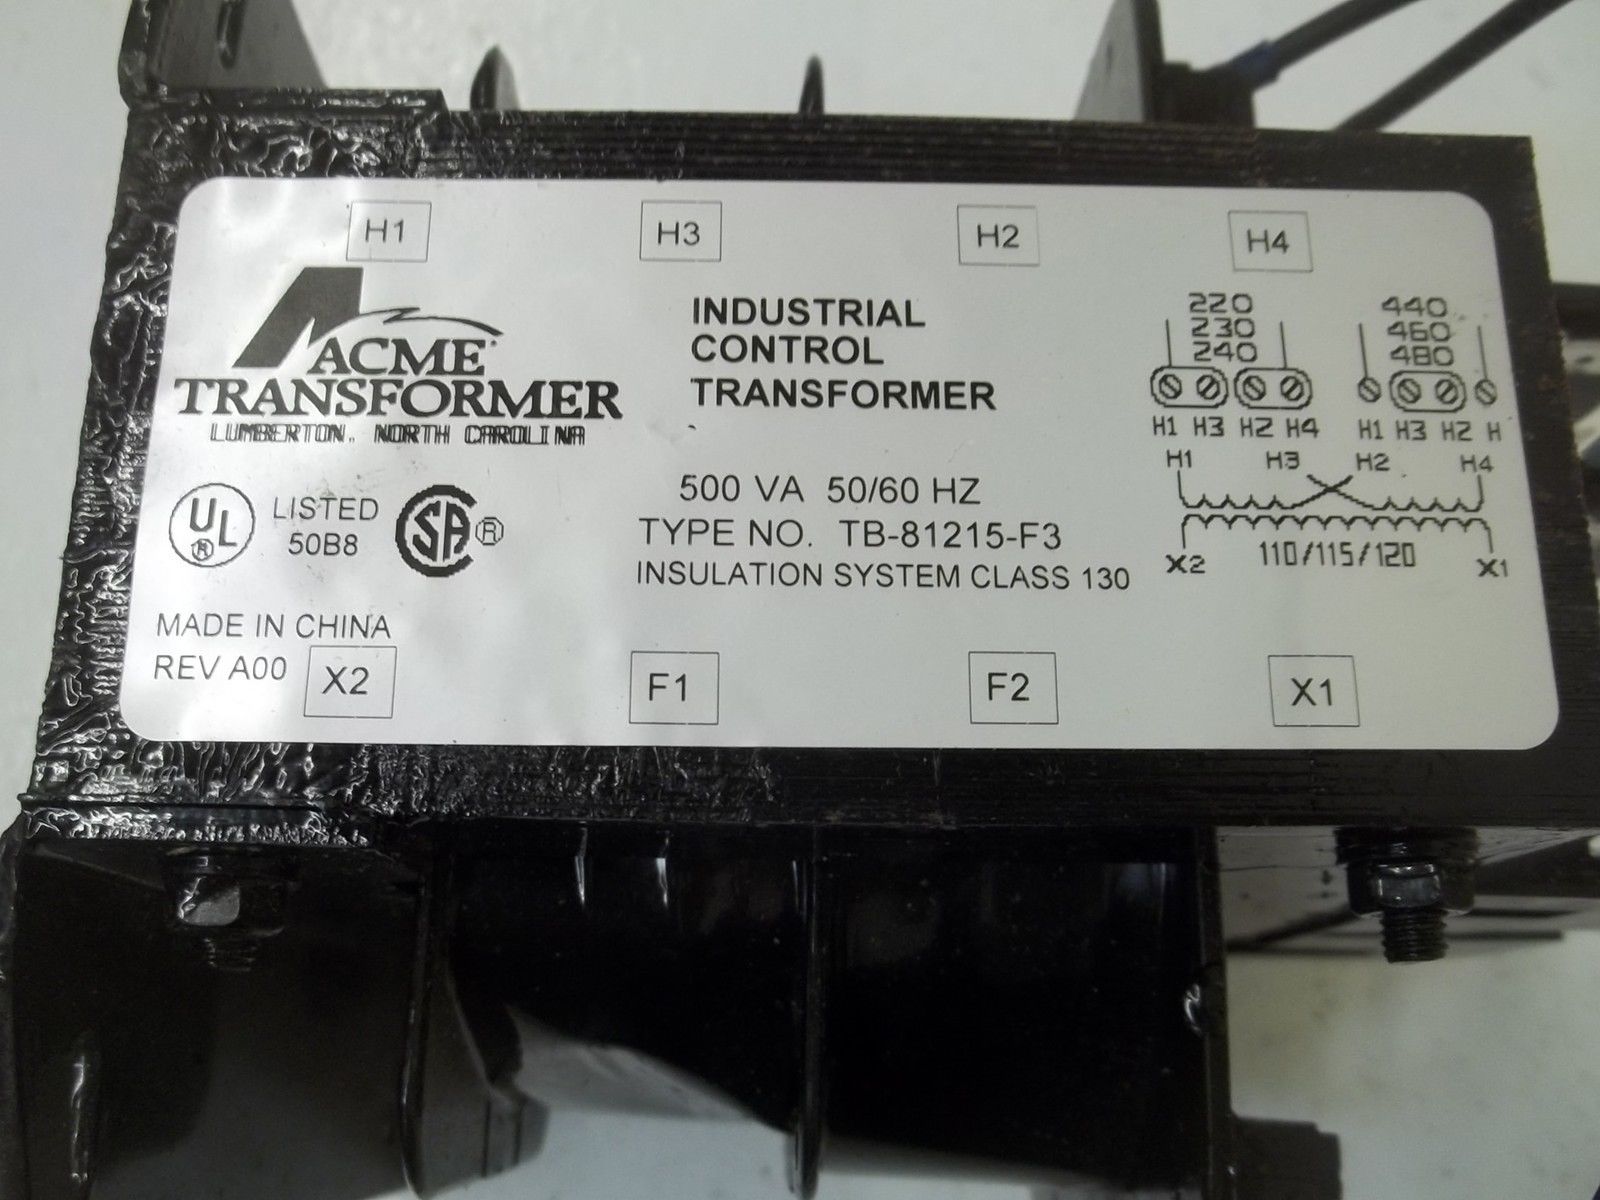 H1 H3 H2 H4
ACME
TRANSFORMER
LUMBERTON, NORTH CAROLINA
INDUSTRIAL
CONTROL
TRANSFORMER
220 440
230 460
240 480
H1 H3 H2 H4 H1 H3 H2 H
H1 H3 H2 H4
X2 110/115/120 X1
UL ®
LISTED
50B8
SA ®
500 VA 50/60 HZ
TYPE NO. TB-81215-F3
INSULATION SYSTEM CLASS 130
MADE IN CHINA
REV A00
X2 F1 F2 X1